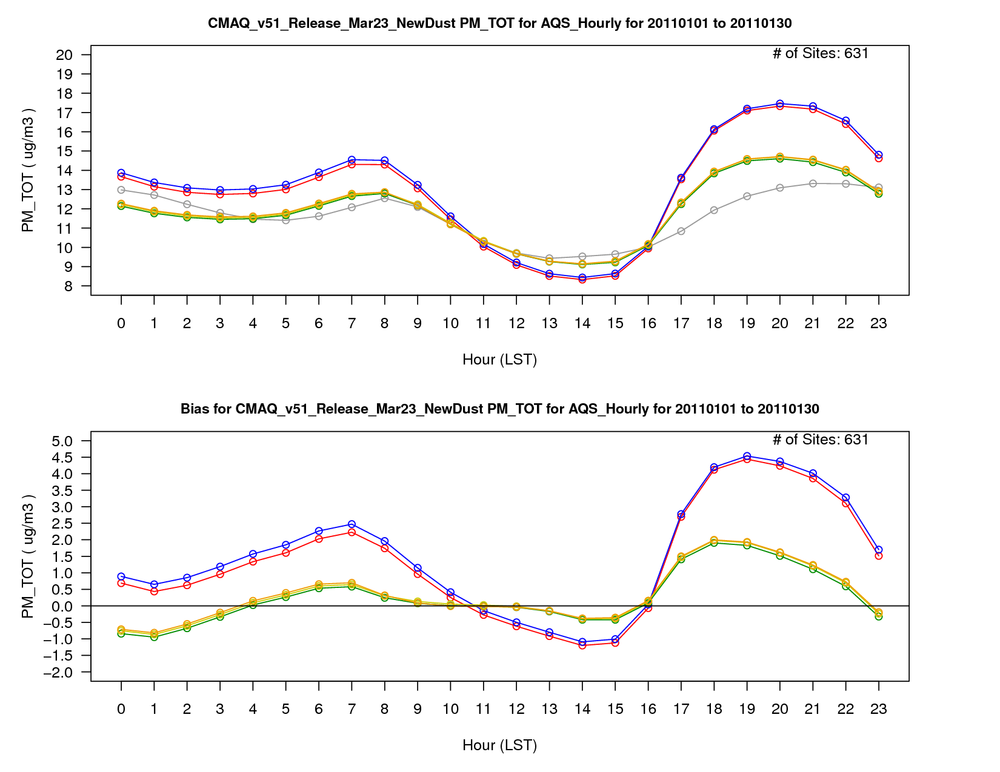 CMAQ_v51_Release_Mar23_NewDust PM_TOT for AQS_Hourly for 20110101 to 20110130
# of Sites: 631
PM_TOT ( ug/m3 )
20
19
18
17
16
15
14
13
12
11
10
9
8
0 1 2 3 4 5 6 7 8 9 10 11 12 13 14 15 16 17 18 19 20 21 22 23
Hour (LST)
Bias for CMAQ_v51_Release_Mar23_NewDust PM_TOT for AQS_Hourly for 20110101 to 20110130
# of Sites: 631
PM_TOT ( ug/m3 )
5.0
4.5
4.0
3.5
3.0
2.5
2.0
1.5
1.0
0.5
0.0
−0.5
−1.0
−1.5
−2.0
0 1 2 3 4 5 6 7 8 9 10 11 12 13 14 15 16 17 18 19 20 21 22 23
Hour (LST)